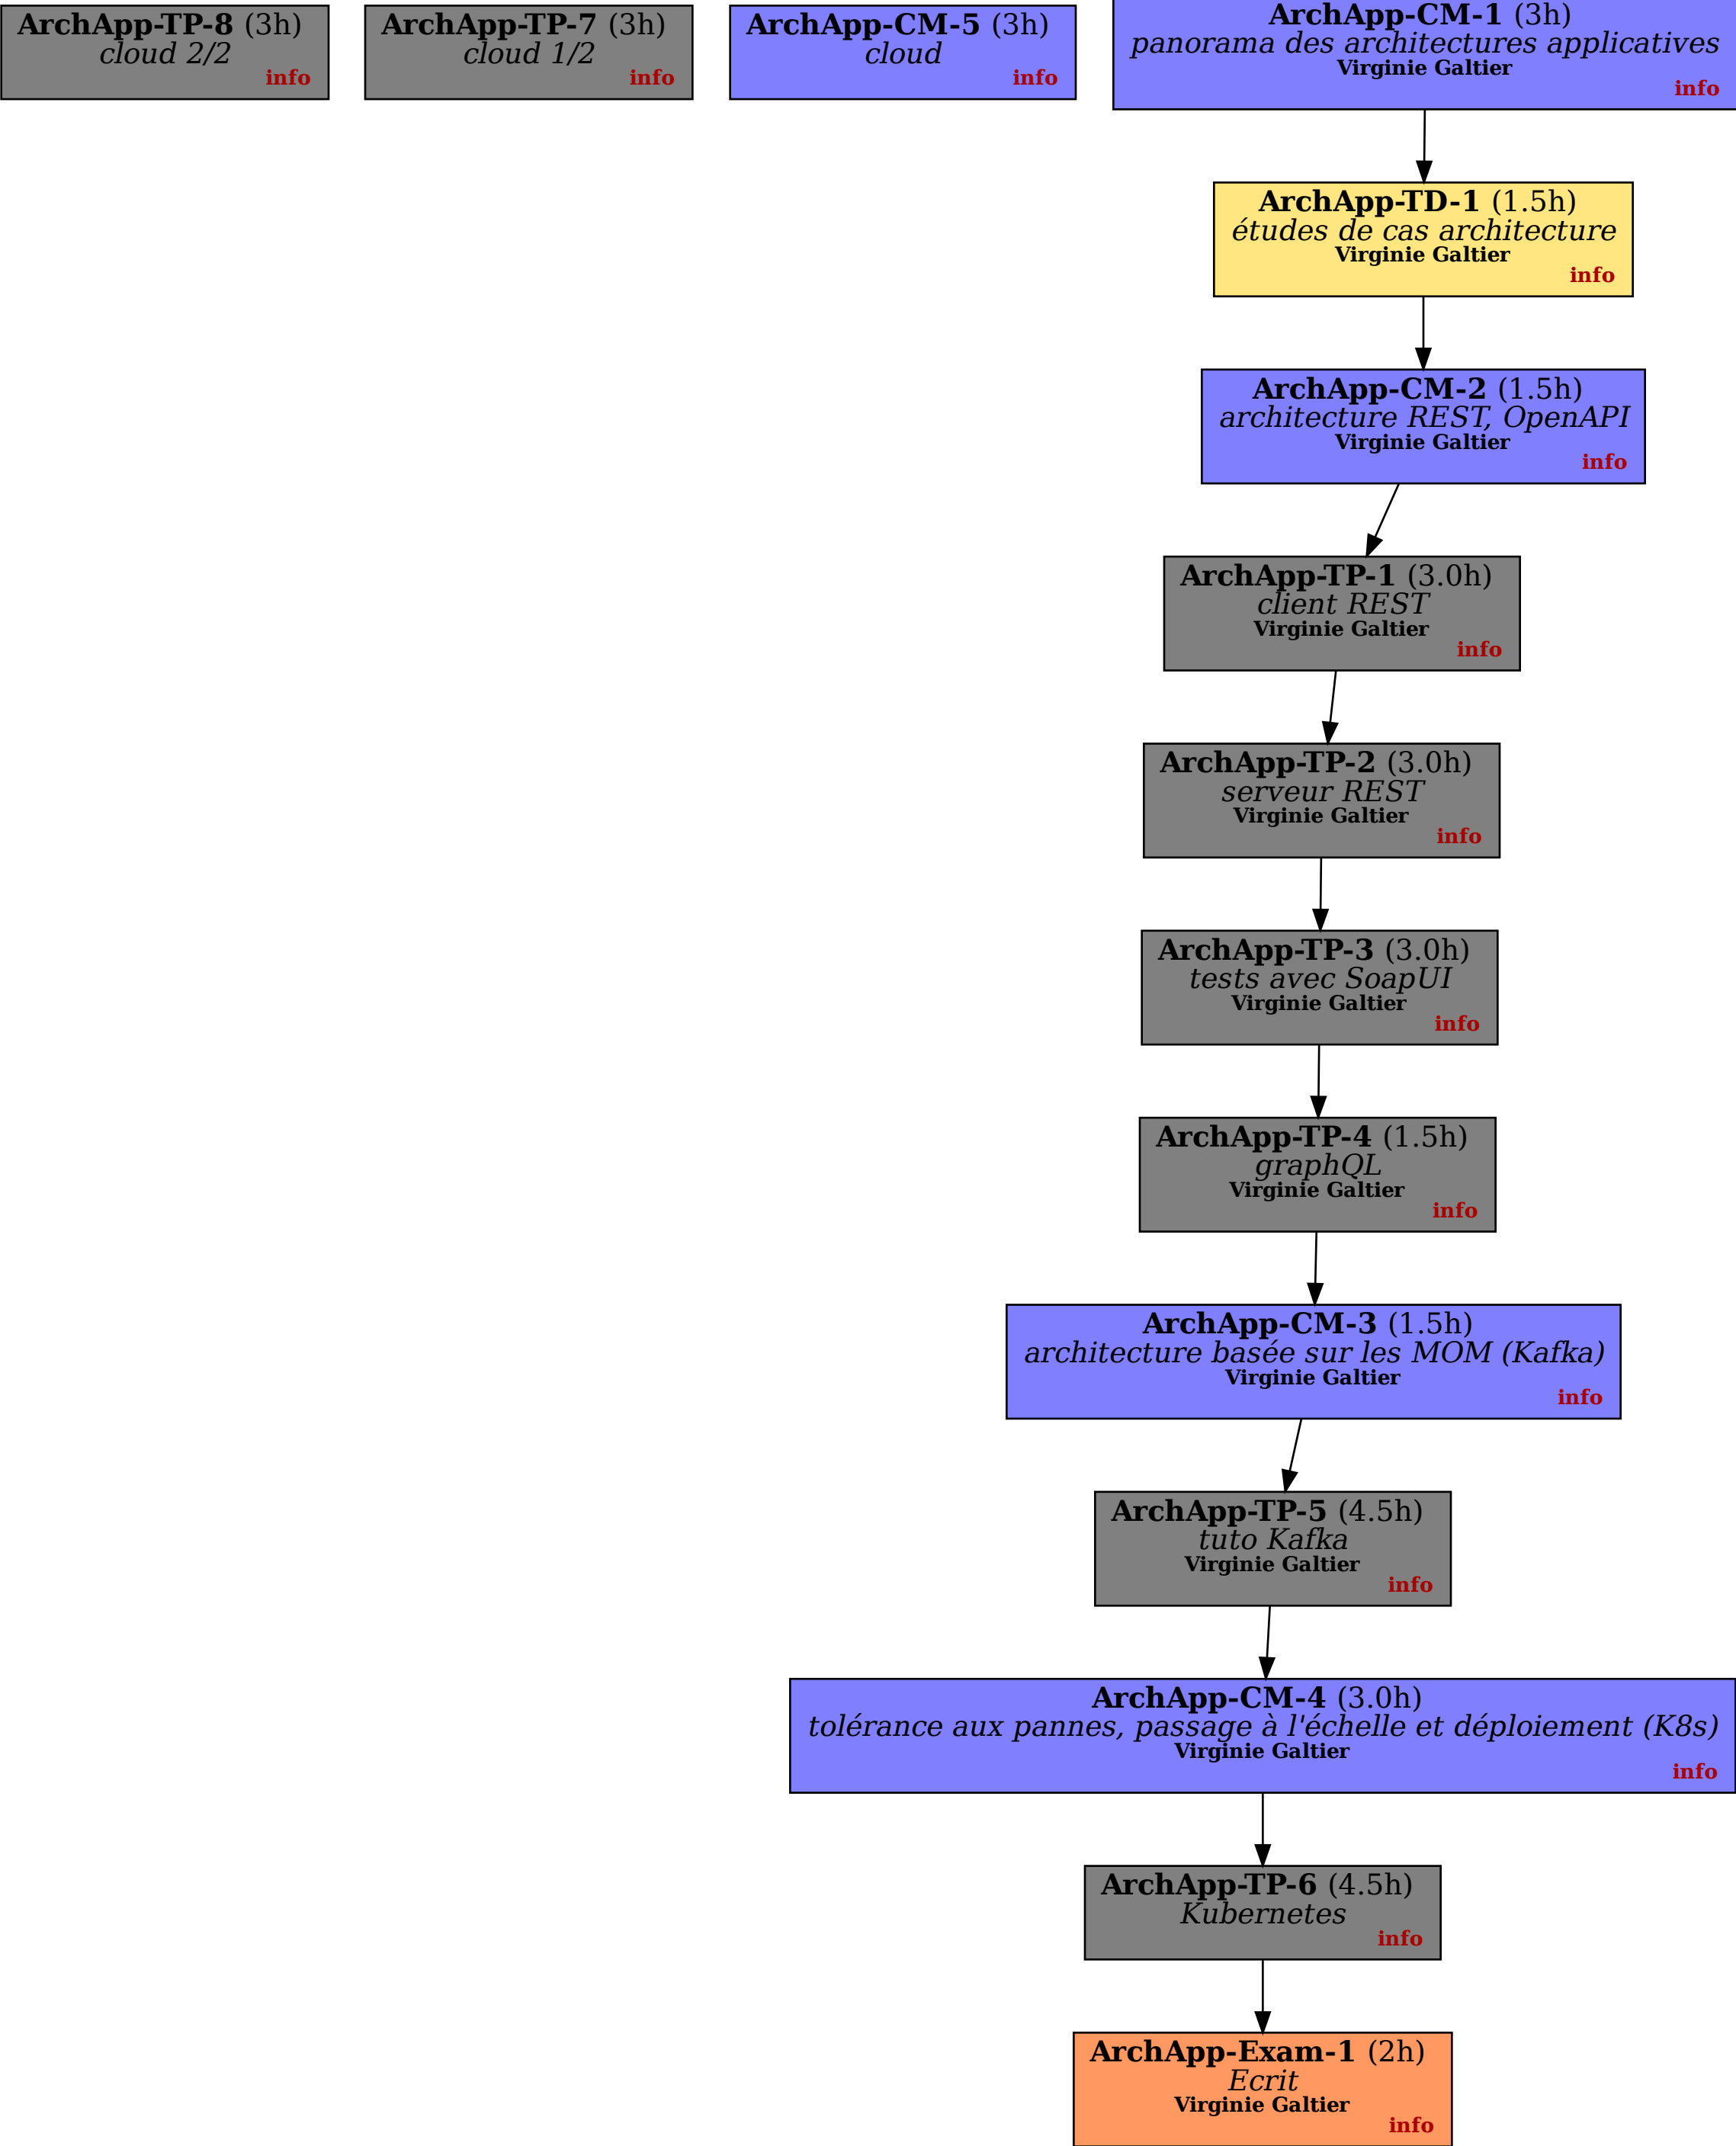 ArchApp-TP-8 (3h)
cloud 2/2
info
ArchApp-TP-7 (3h)
cloud 1/2
info
ArchApp-CM-5 (3h)
cloud
info
ArchApp-CM-1 (3h)
panorama des architectures applicatives
Virginie Galtier
info
ArchApp-TD-1 (1.5h)
études de cas architecture
Virginie Galtier
info
ArchApp-CM-2 (1.5h)
architecture REST, OpenAPI
Virginie Galtier
info
ArchApp-TP-1 (3.0h)
client REST
Virginie Galtier
info
ArchApp-TP-2 (3.0h)
serveur REST
Virginie Galtier
info
ArchApp-TP-3 (3.0h)
tests avec SoapUI
Virginie Galtier
info
ArchApp-TP-4 (1.5h)
graphQL
Virginie Galtier
info
ArchApp-CM-3 (1.5h)
architecture basée sur les MOM (Kafka)
Virginie Galtier
info
ArchApp-TP-5 (4.5h)
tuto Kafka
Virginie Galtier
info
ArchApp-CM-4 (3.0h)
tolérance aux pannes, passage à l'échelle et déploiement (K8s)
Virginie Galtier
info
ArchApp-TP-6 (4.5h)
Kubernetes
info
ArchApp-Exam-1 (2h)
Ecrit
Virginie Galtier
info